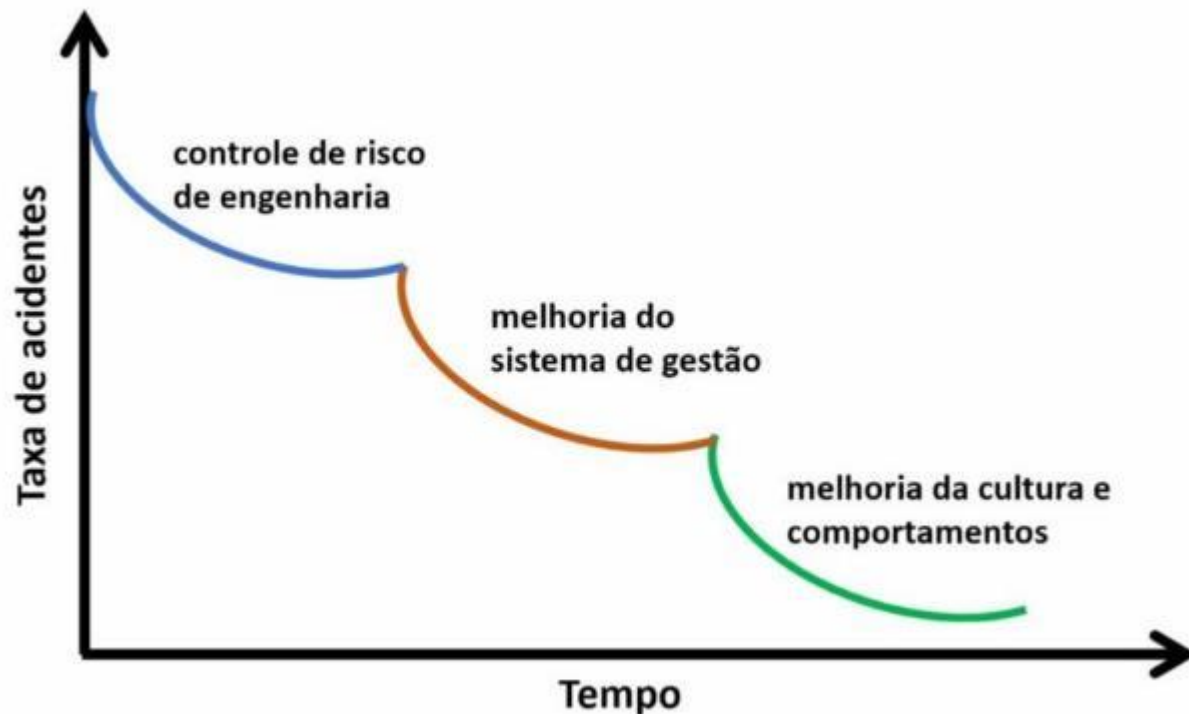 controle de risco
de engenharia
melhoria do
sistema de gestão
melhoria da cultura e
comportamentos
Taxa de acidentes
Tempo